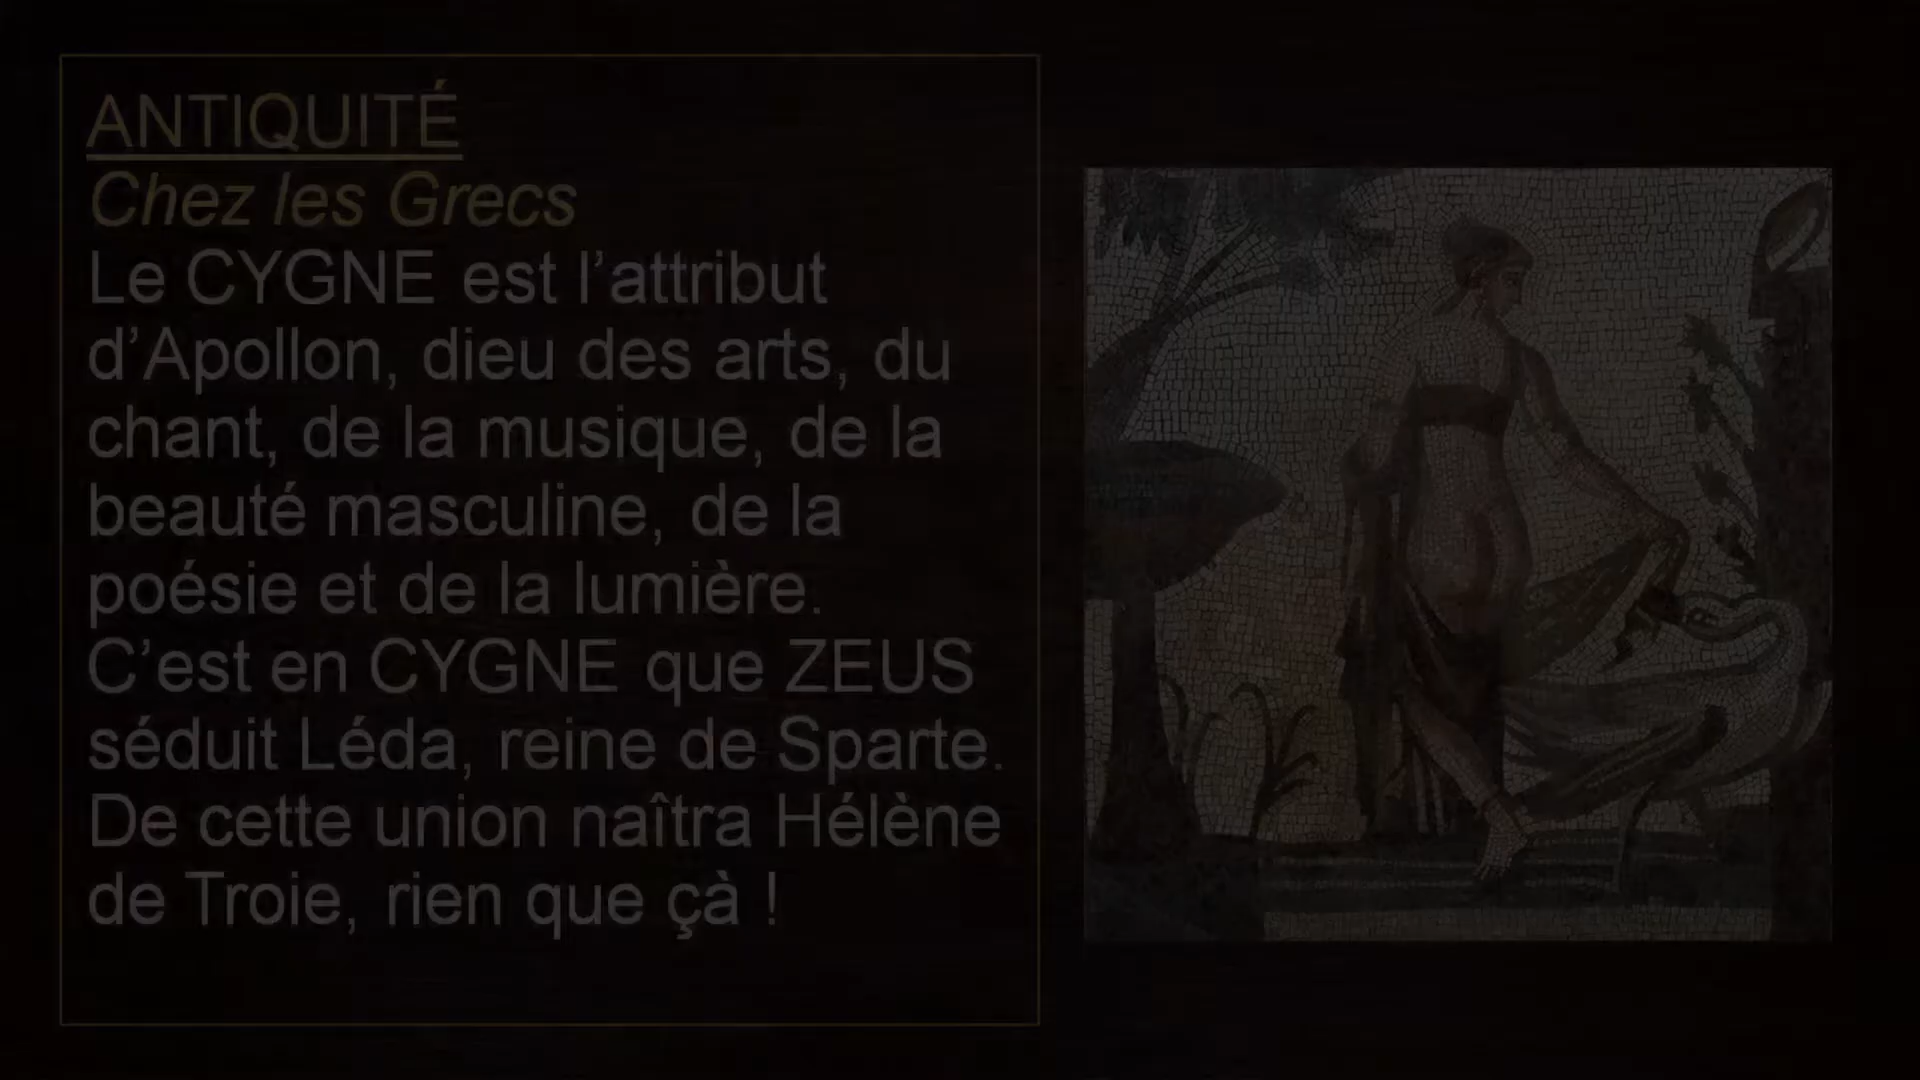 ANTIQUITÉ
Chez les Grecs
Le CYGNE est l’attribut
d’Apollon, dieu des arts, du
chant, de la musique, de la
beauté masculine, de la
poésie et de la lumière.
C’est en CYGNE que ZEUS
séduit Léda, reine de Sparte.
De cette union naîtra Hélène
de Troie, rien que çà !